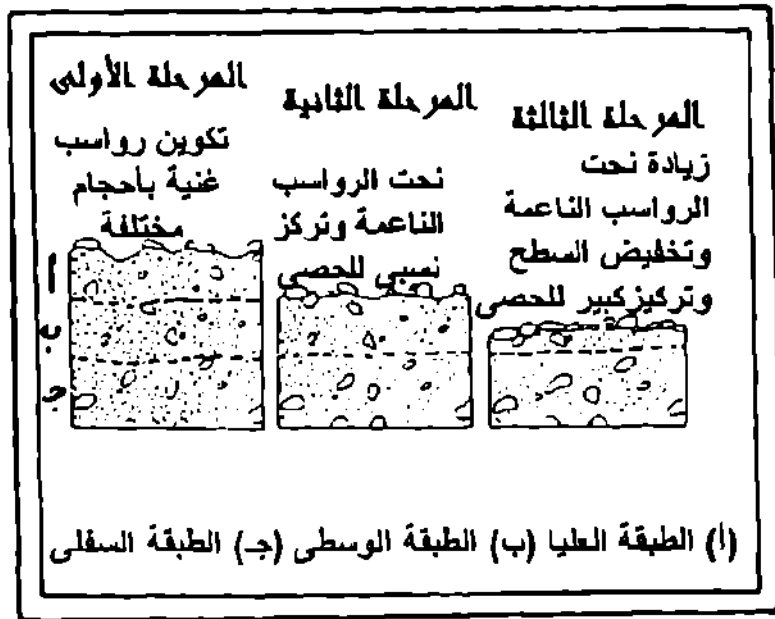 المرحلة الأولى
تكوين رواسب
غنية بأحجام
مختلفة
المرحلة الثانية
نحت الرواسب
الناعمة وتركز
نسبي للحصى
المرحلة الثالثة
زيادة نحت
الرواسب الناعمة
وتخفيض السطح
وتركيز كبير للحصى
أ
ب
جـ
(أ) الطبقة العليا (ب) الطبقة الوسطى (جـ) الطبقة السفلى